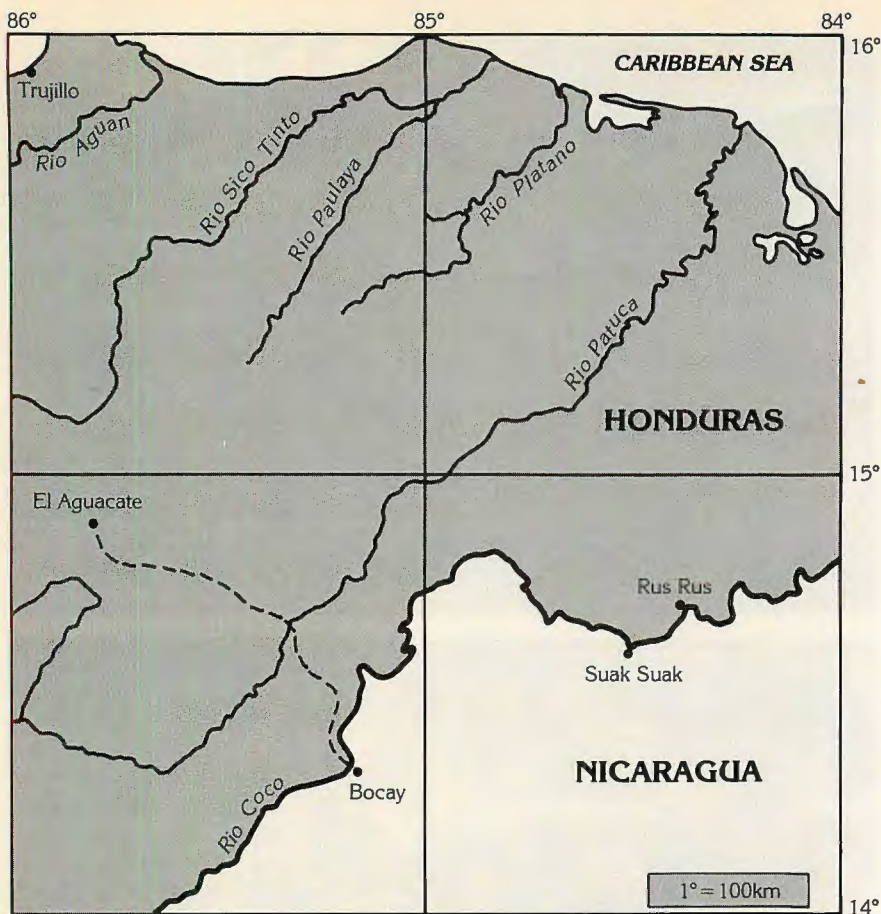 86°
85°
84°
16°
CARIBBEAN SEA
Trujillo
Rio Aguan
Rio Sico Tinto
Rio Paulaya
Rio Platano
Rio Patuca
HONDURAS
15°
El Aguacate
Rus Rus
Suak Suak
NICARAGUA
Bocay
Rio Coco
1° = 100km
14°